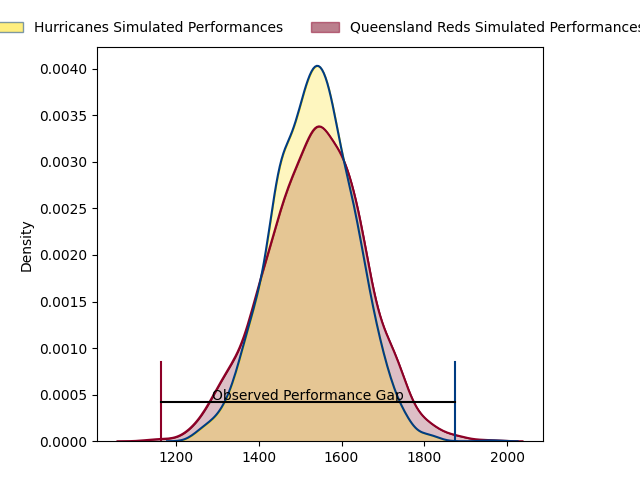 Hurricanes Simulated Performances
Queensland Reds Simulated Performances
0.0040
0.0035
0.0030
0.0025
0.0020
0.0015
0.0010
0.0005
0.0000
Density
Observed Performance Gap
1200 1400 1600 1800 2000